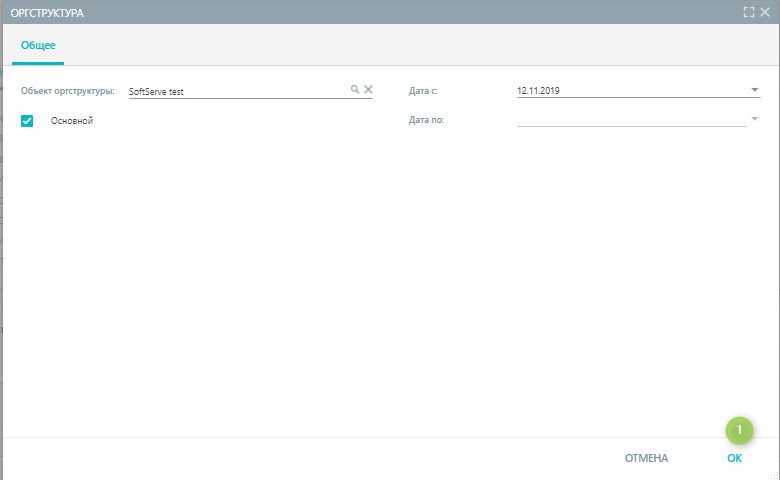 ОРГСТРУКТУРА
Общее
Объект оргструктуры: SoftServe test Дата с: 12.11.2019
Основной Дата по:
1
ОТМЕНА ОК